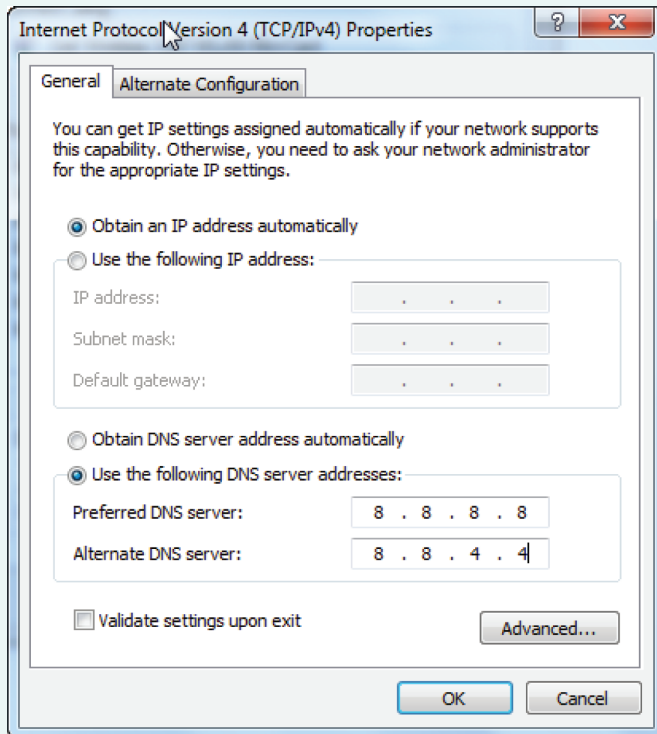 Internet Protocol Version 4 (TCP/IPv4) Properties
?
General
Alternate Configuration
You can get IP settings assigned automatically if your network supports
this capability. Otherwise, you need to ask your network administrator
for the appropriate IP settings.
Obtain an IP address automatically
Use the following IP address:
IP address: . . .
Subnet mask: . . .
Default gateway: . . .
Obtain DNS server address automatically
Use the following DNS server addresses:
Preferred DNS server: 8 . 8 . 8 . 8
Alternate DNS server: 8 . 8 . 4 . 4
Validate settings upon exit
Advanced...
OK
Cancel